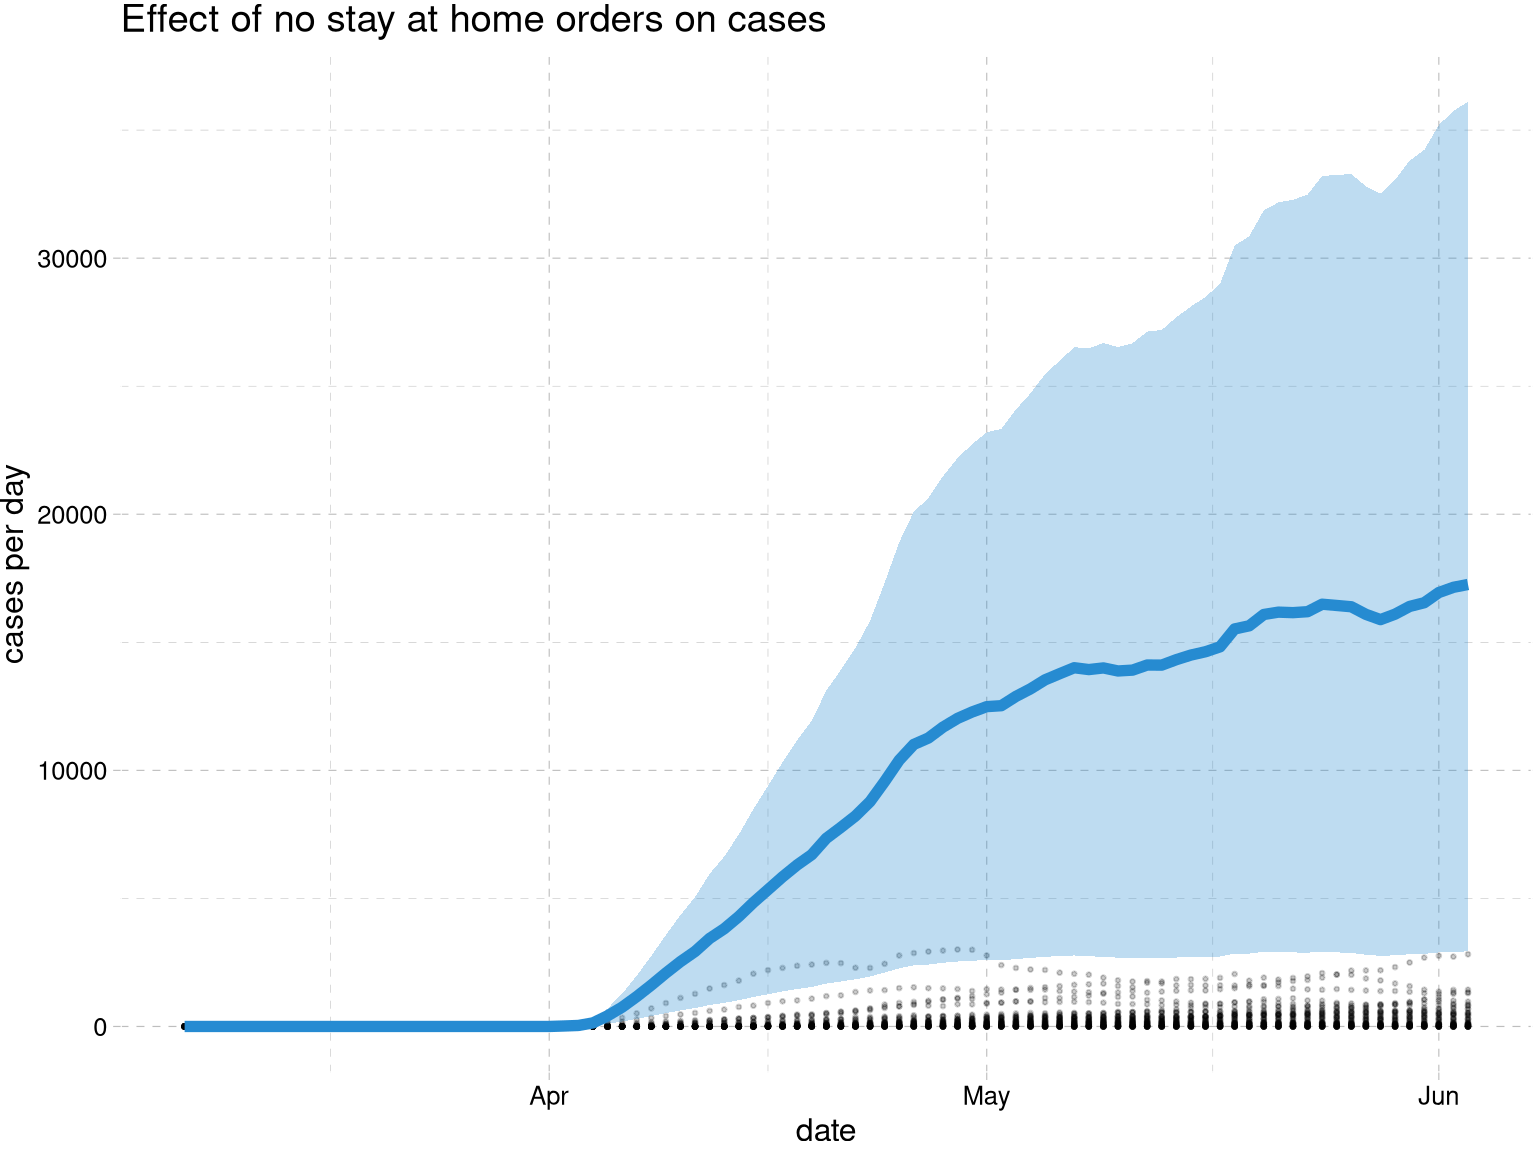 Effect of no stay at home orders on cases
cases per day
30000
20000
10000
0
Apr
May
Jun
date